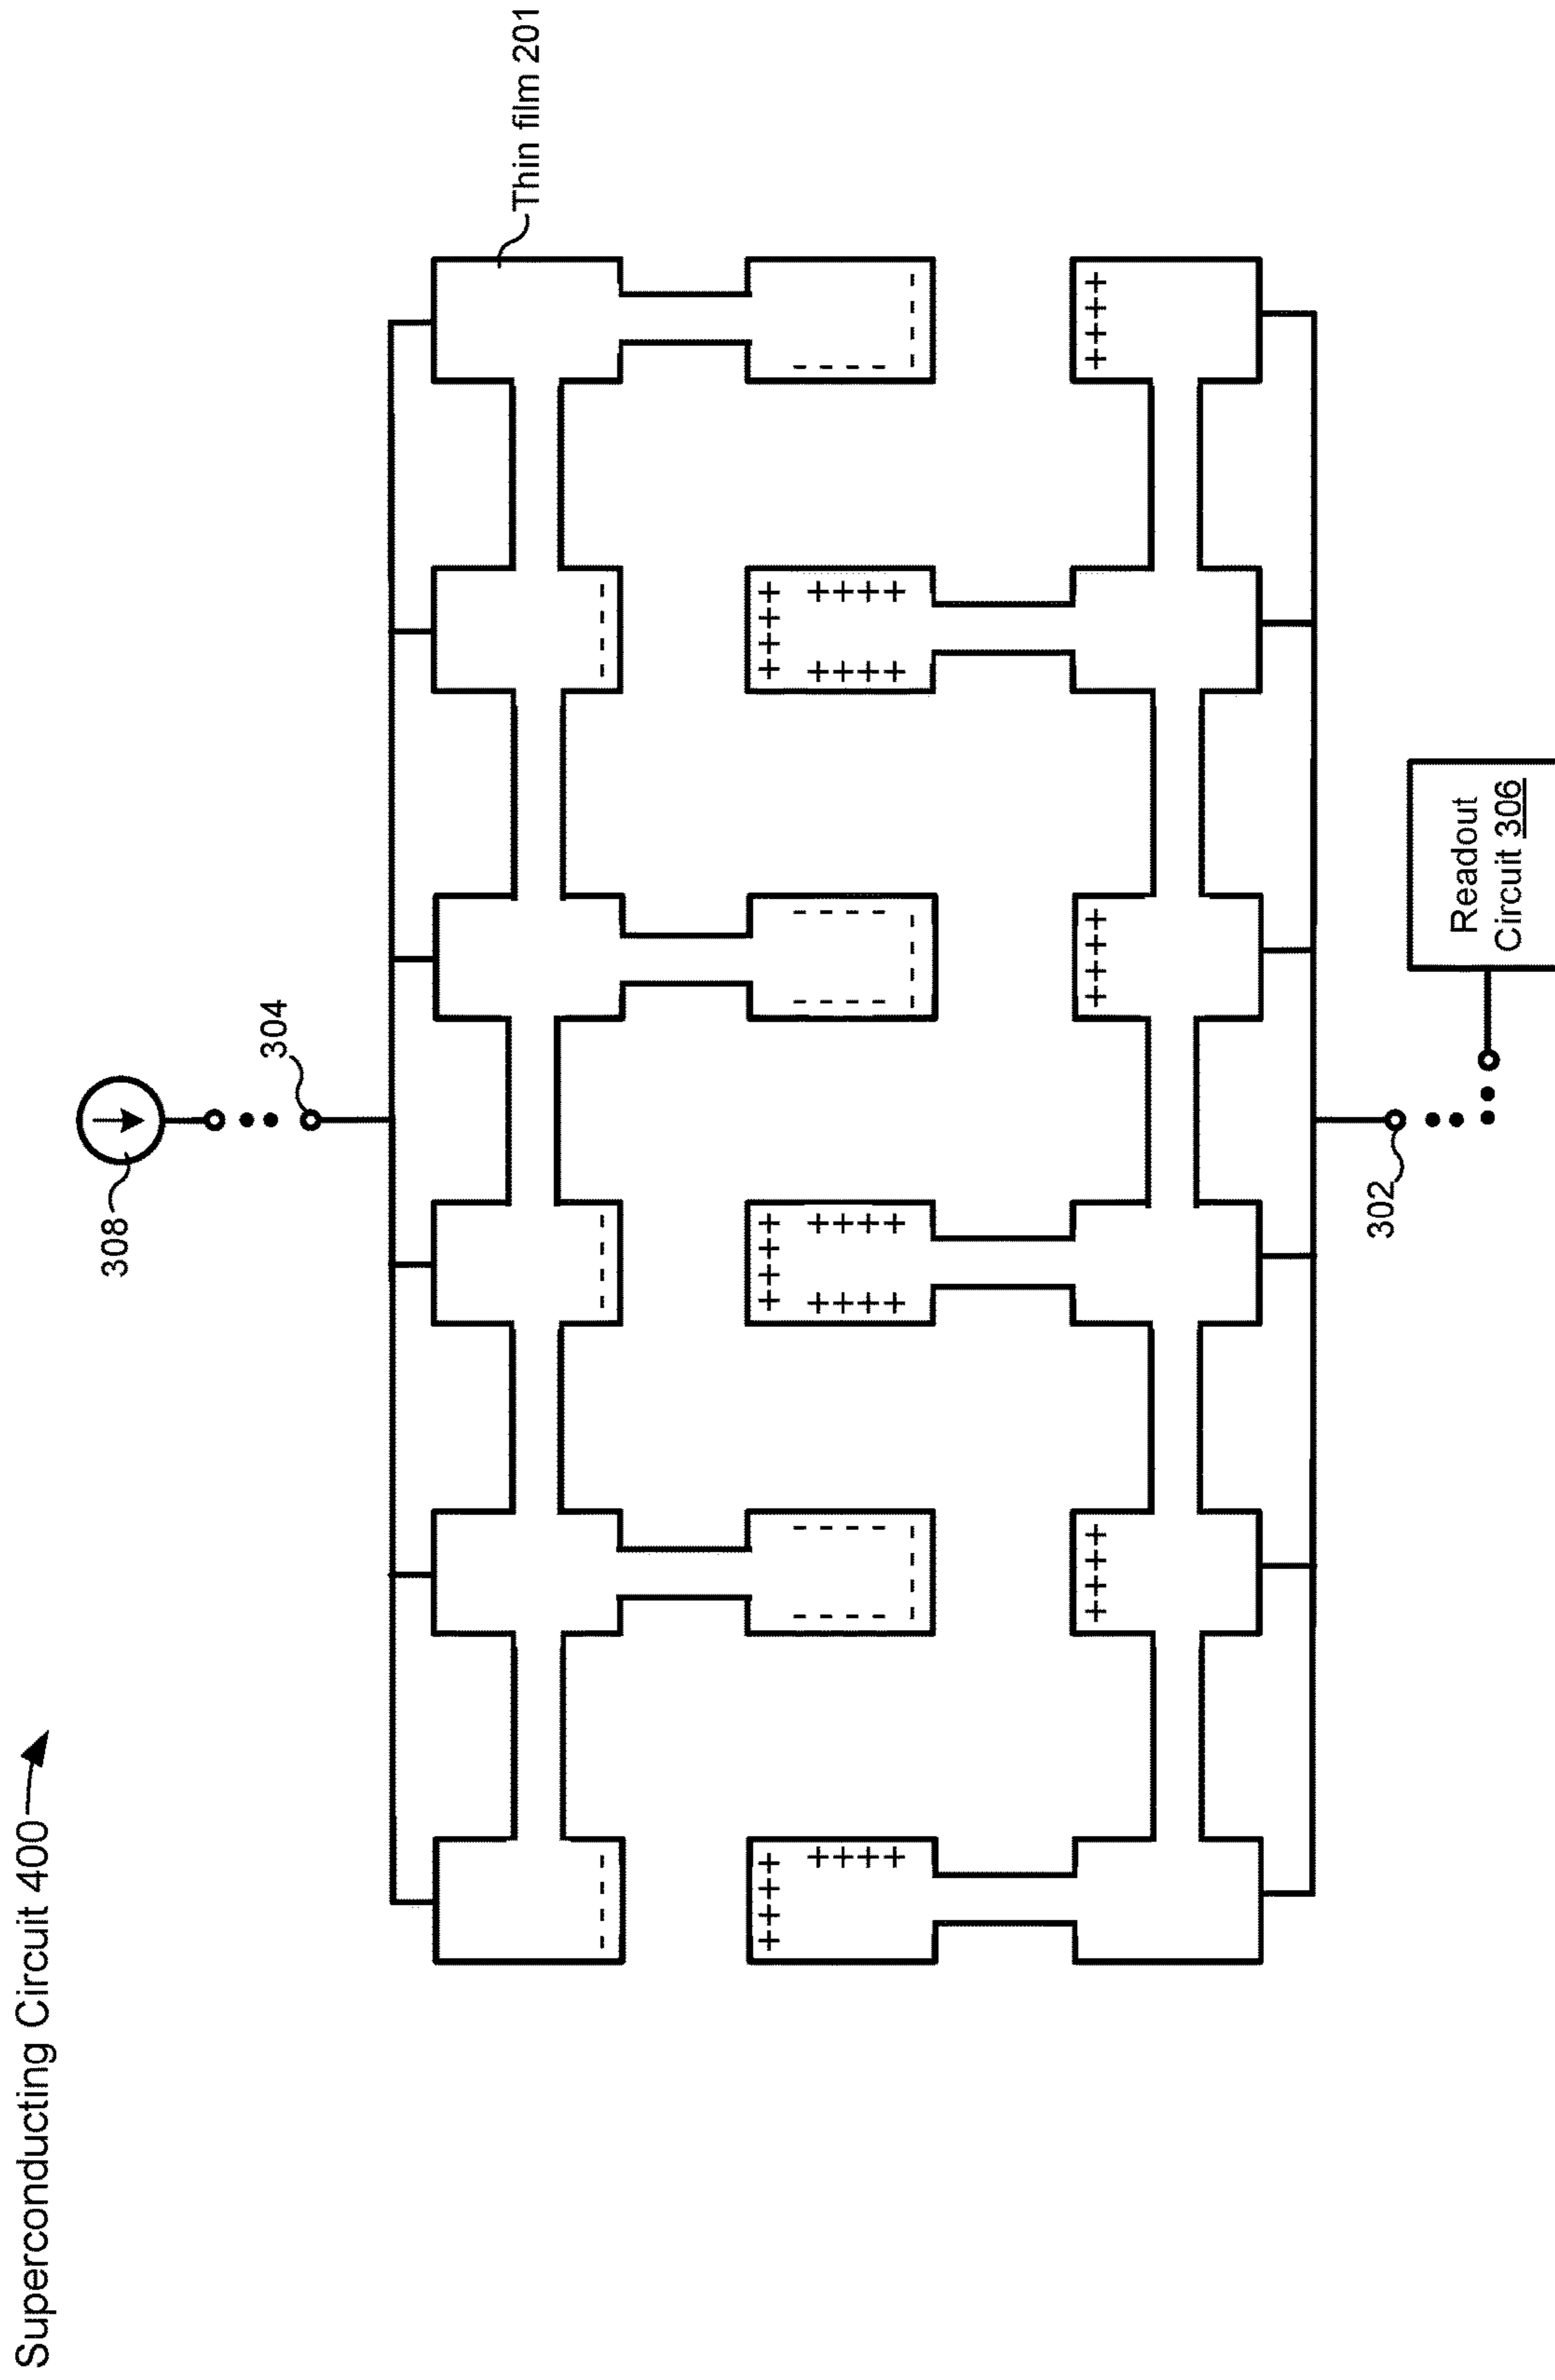 Superconducting Circuit 400
308
304
Thin film 201
- - - -
- - - -
- - - -
++++
++++
++++
++++
++++
++++
++++
++++
- - - -
- - - -
- - - -
- - - -
- - - -
- - - -
- - - -
- - - -
++++
++++
++++
302
Readout
Circuit 306